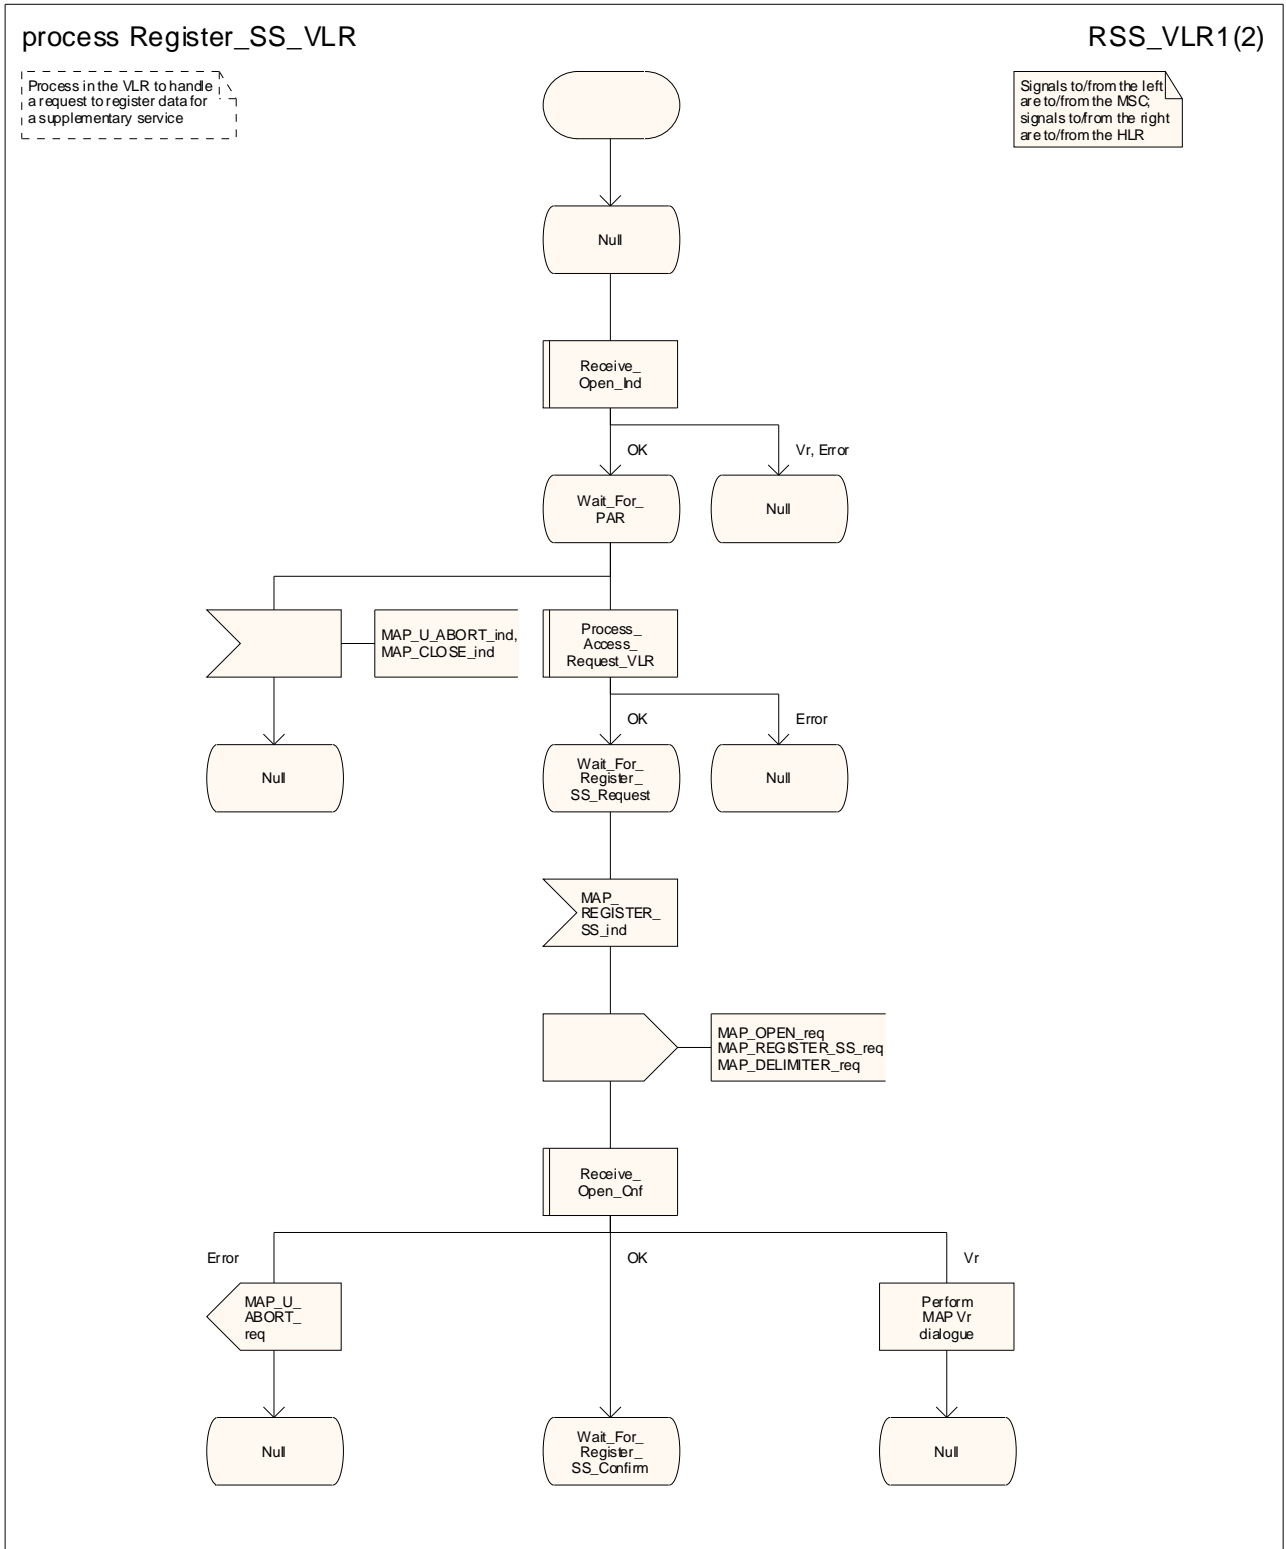 process Register_SS_VLR
RSS_VLR1(2)
Process in the VLR to handle
a request to register data for
a supplementary service
Signals to/from the left
are to/from the MSC;
signals to/from the right
are to/from the HLR
Null
Receive_
Open_Ind
OK
Vr, Error
Wait_For_
PAR
Null
MAP_U_ABORT_ind,
MAP_CLOSE_ind
Process_
Access_
Request_VLR
OK
Error
Null
Wait_For_
Register_
SS_Request
Null
MAP_
REGISTER_
SS_ind
MAP_OPEN_req
MAP_REGISTER_SS_req
MAP_DELIMITER_req
Receive_
Open_Cnf
Error
OK
Vr
MAP_U_
ABORT_
req
Perform
MAP Vr
dialogue
Null
Wait_For_
Register_
SS_Confirm
Null